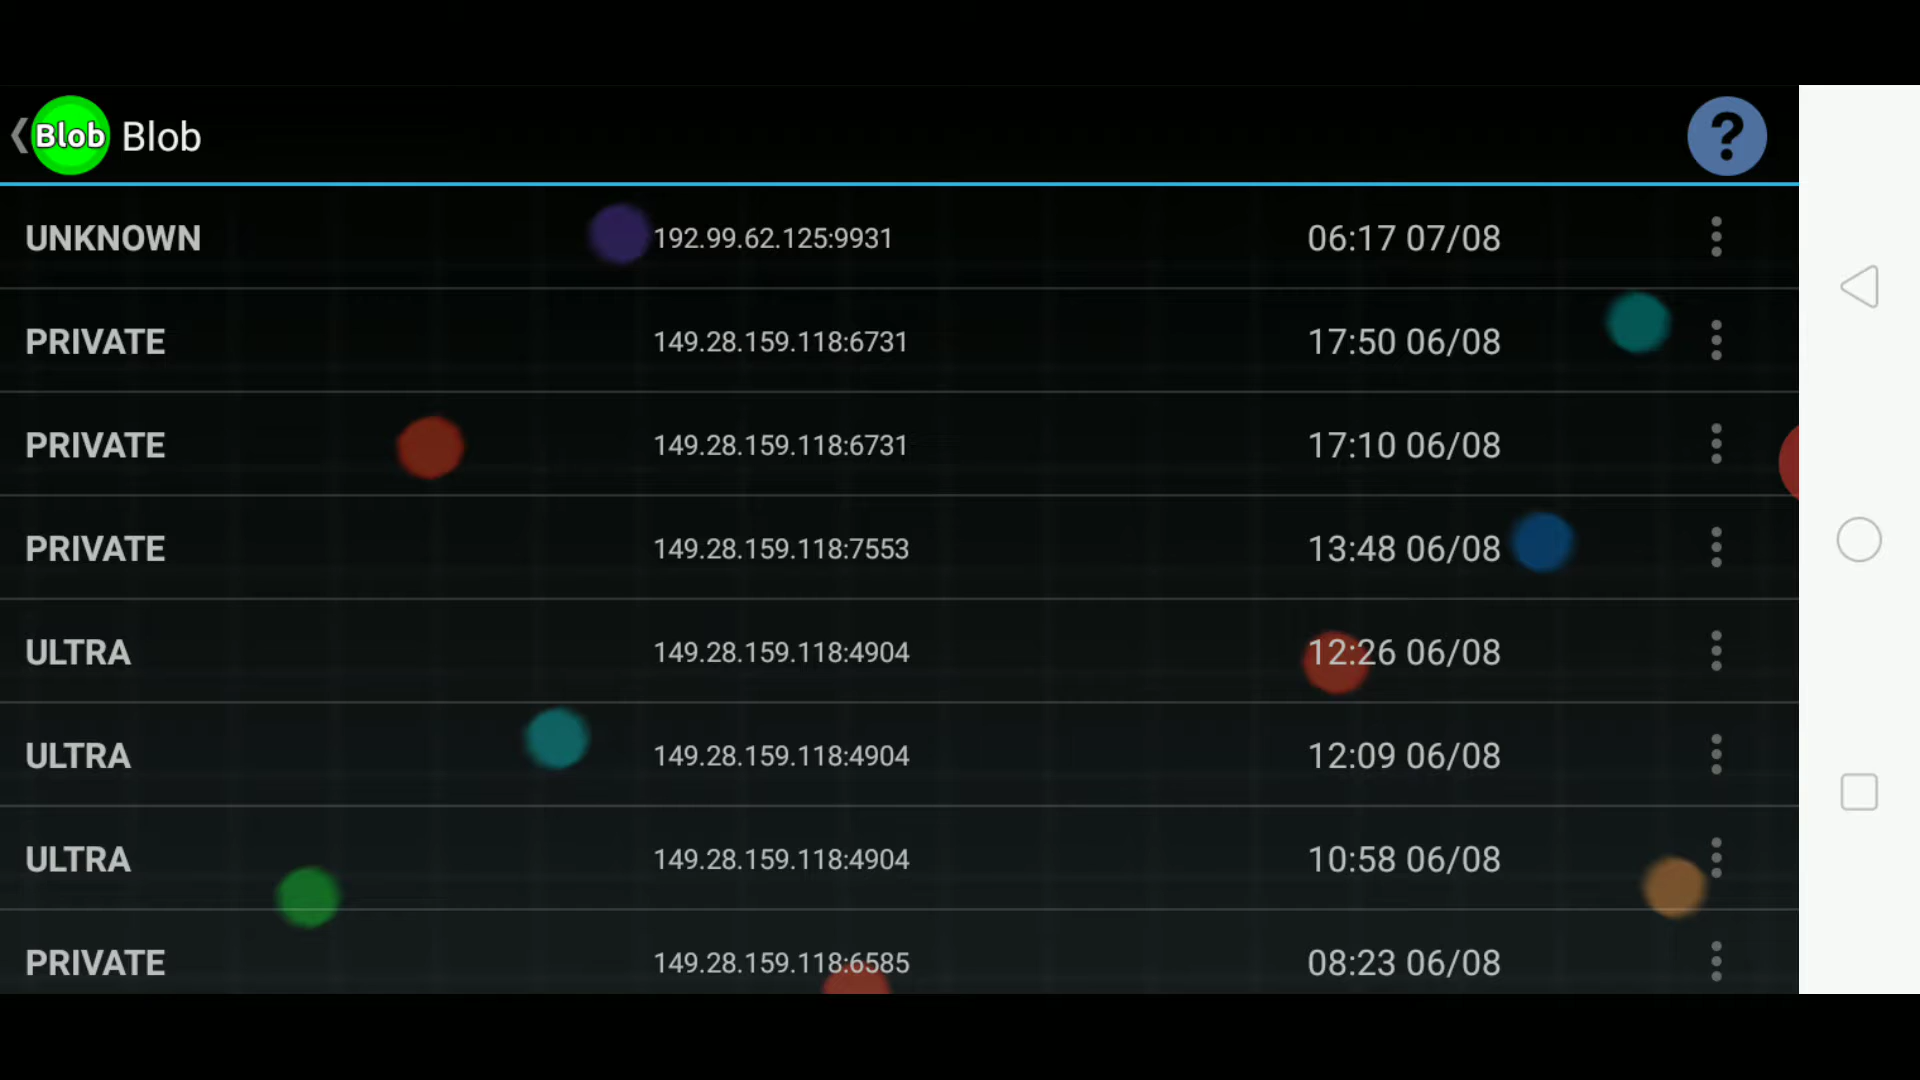 Blob Blob ?
UNKNOWN 192.99.62.125:9931 06:17 07/08
PRIVATE 149.28.159.118:6731 17:50 06/08
PRIVATE 149.28.159.118:6731 17:10 06/08
PRIVATE 149.28.159.118:7553 13:48 06/08
ULTRA 149.28.159.118:4904 12:26 06/08
ULTRA 149.28.159.118:4904 12:09 06/08
ULTRA 149.28.159.118:4904 10:58 06/08
PRIVATE 149.28.159.118:6585 08:23 06/08